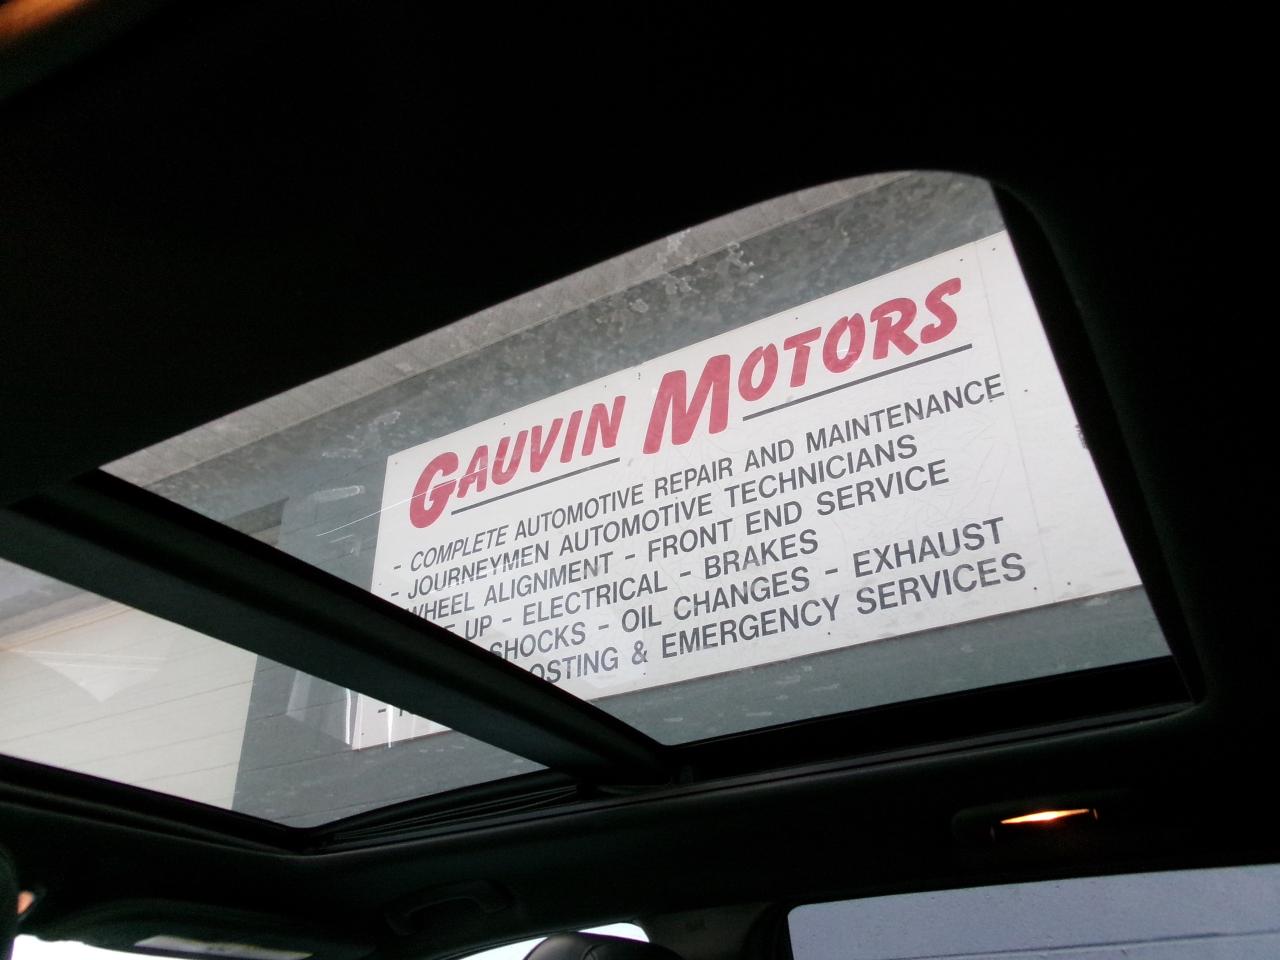 GAUVIN MOTORS
- COMPLETE AUTOMOTIVE REPAIR AND MAINTENANCE
- JOURNEYMEN AUTOMOTIVE TECHNICIANS
WHEEL ALIGNMENT - FRONT END SERVICE
UP - ELECTRICAL - BRAKES
SHOCKS - OIL CHANGES - EXHAUST
& EMERGENCY SERVICES